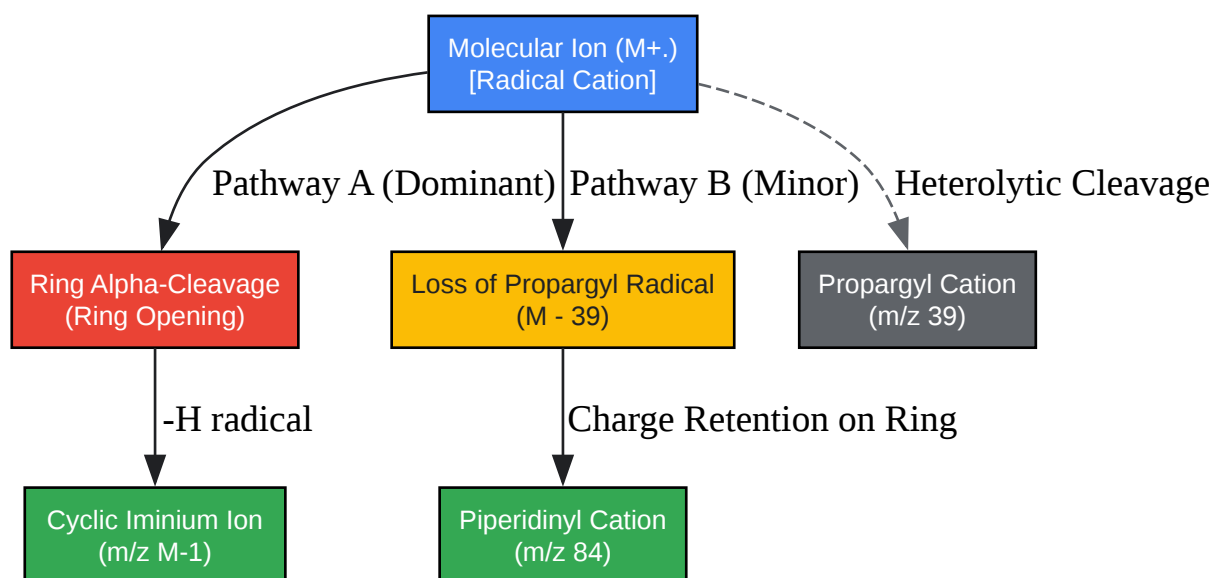 Molecular Ion (M+.)
[Radical Cation]
Pathway A (Dominant)
Pathway B (Minor)
Heterolytic Cleavage
Ring Alpha-Cleavage
(Ring Opening)
Loss of Propargyl Radical
(M - 39)
Propargyl Cation
(m/z 39)
-H radical
Charge Retention on Ring
Cyclic Iminium Ion
(m/z M-1)
Piperidinyl Cation
(m/z 84)